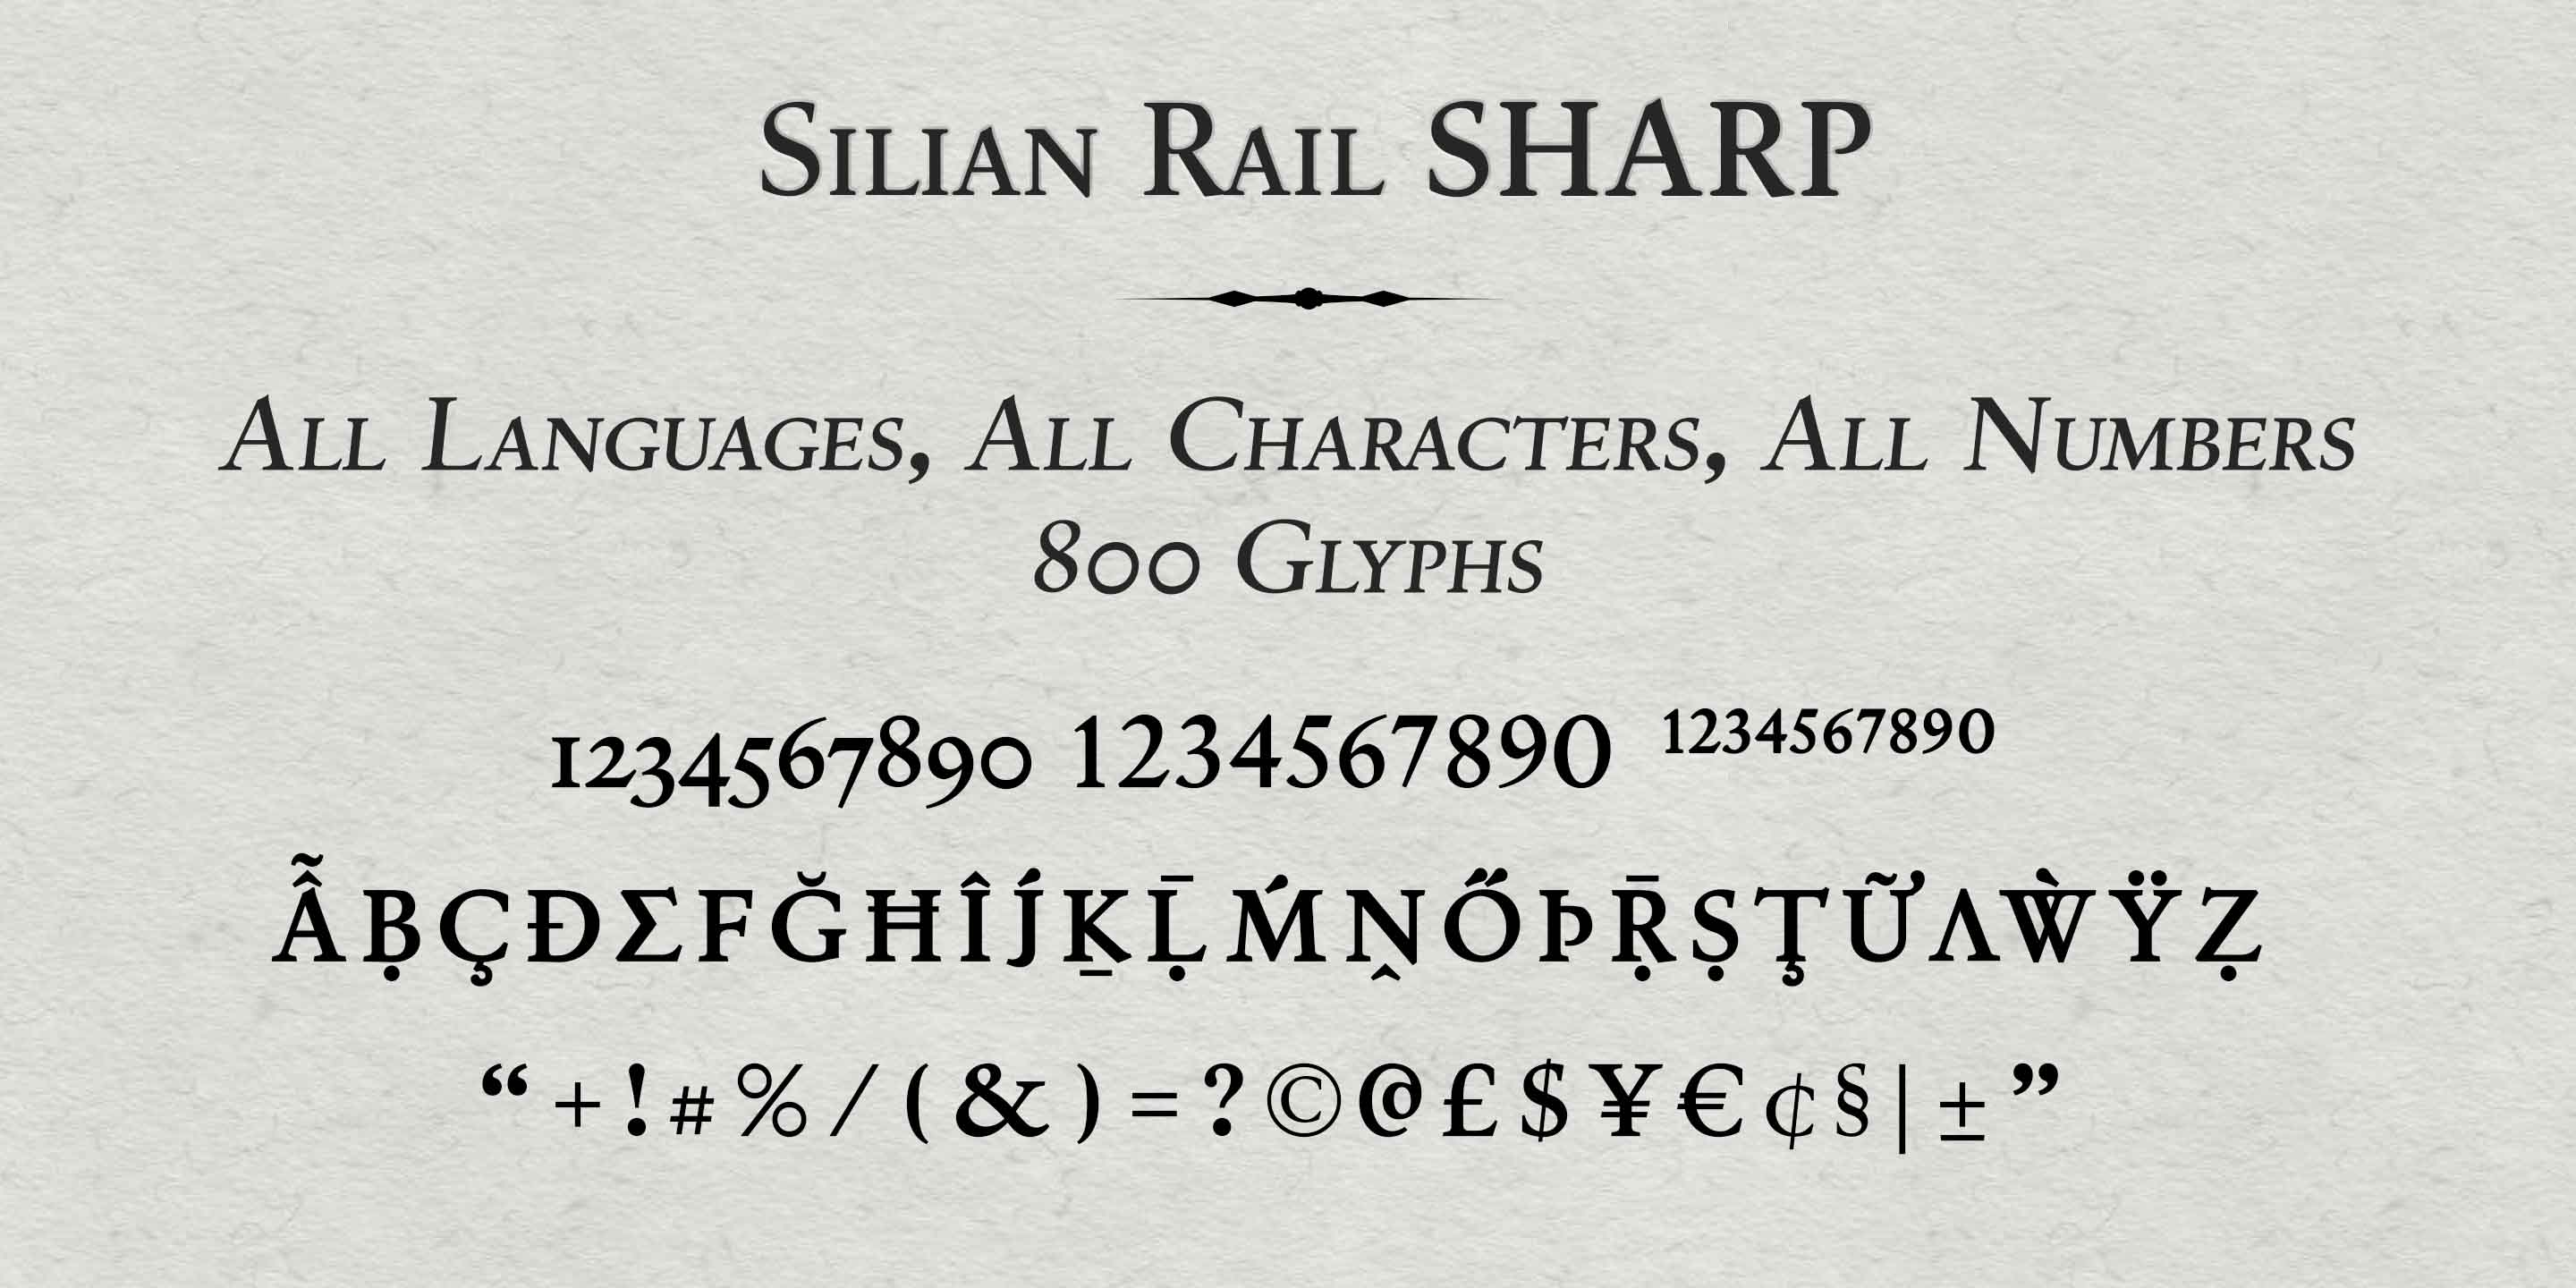 Silian Rail SHARP
All Languages, All Characters, All Numbers
800 Glyphs
1234567890 1234567890 1234567890
Ẫ Ḅ Ç Đ Σ F Ğ Ħ Î J́ Ḵ Ḹ Ḿ Ṋ Ő Þ Ṝ Ṣ Ţ Ữ Λ Ẁ Ÿ Ẓ
“ + ! # % / ( & ) = ? © @ £ $ ¥ € ¢ § | ± ”